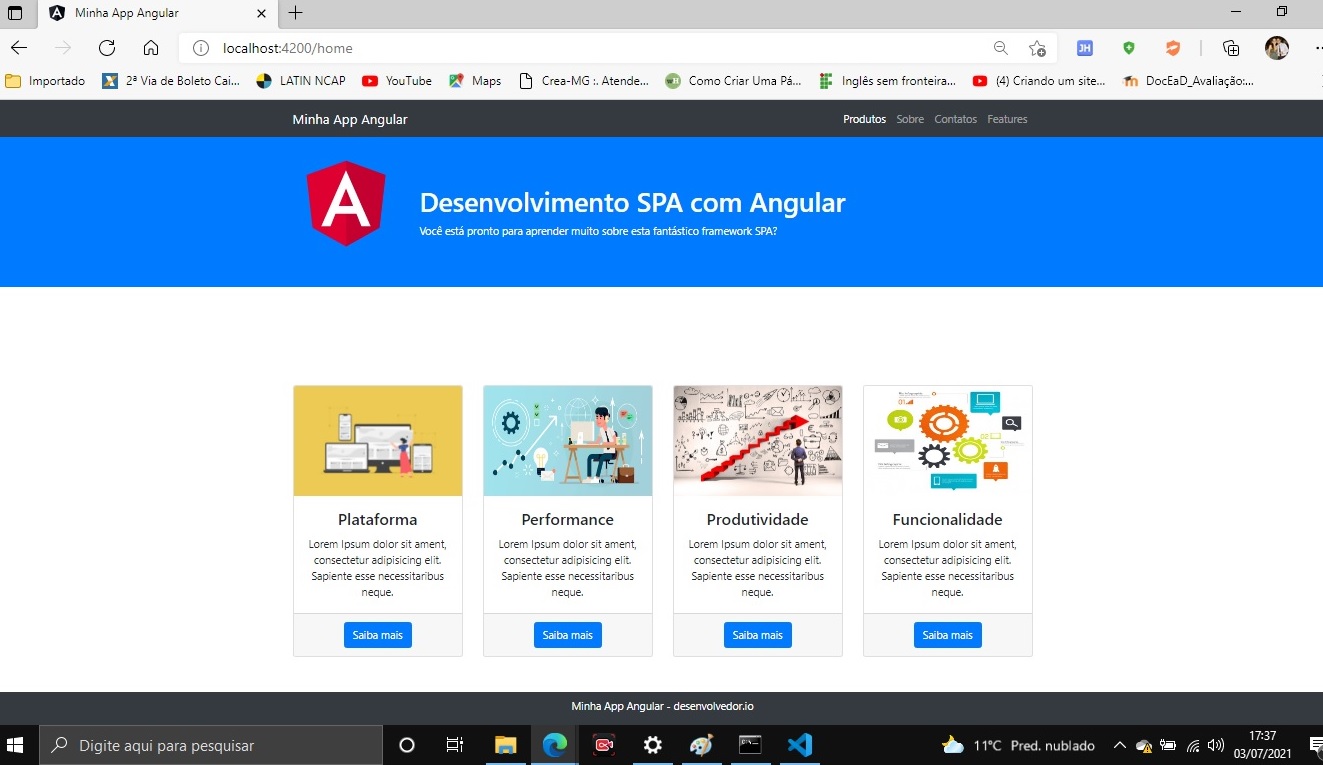 Minha App Angular
localhost:4200/home
JH
Importado
2ª Via de Boleto Cai...
LATIN NCAP
YouTube
Maps
Crea-MG :. Atende...
Como Criar Uma Pá...
Inglês sem fronteira...
(4) Criando um site...
DocEaD_Avaliação:...
Minha App Angular
Produtos
Sobre
Contatos
Features
A
Desenvolvimento SPA com Angular
Você está pronto para aprender muito sobre esta fantástico framework SPA?
01
Plataforma
Lorem Ipsum dolor sit ament,
consectetur adipisicing elit.
Sapiente esse necessitaribus
neque.
Saiba mais
Performance
Lorem Ipsum dolor sit ament,
consectetur adipisicing elit.
Sapiente esse necessitaribus
neque.
Saiba mais
Produtividade
Lorem Ipsum dolor sit ament,
consectetur adipisicing elit.
Sapiente esse necessitaribus
neque.
Saiba mais
Funcionalidade
Lorem Ipsum dolor sit ament,
consectetur adipisicing elit.
Sapiente esse necessitaribus
neque.
Saiba mais
Minha App Angular - desenvolvedor.io
Digite aqui para pesquisar
11°C Pred. nublado
17:37
03/07/2021